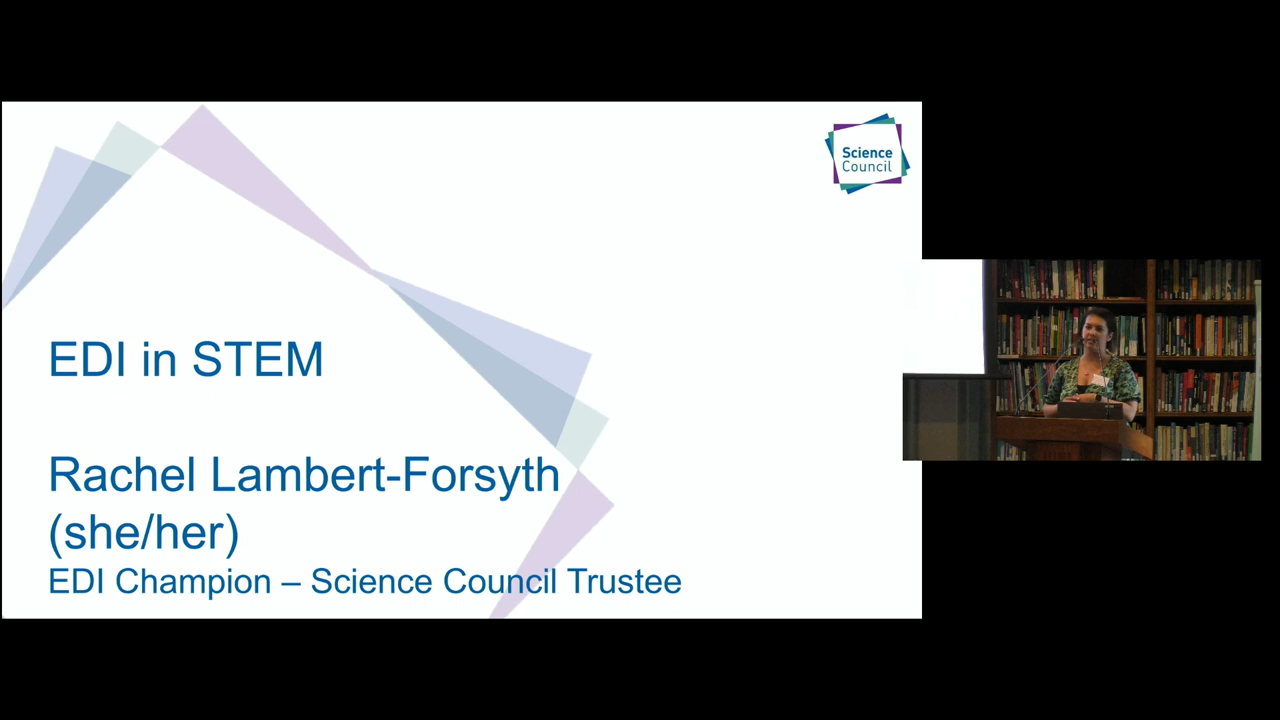 Science
Council
EDI in STEM
Rachel Lambert-Forsyth
(she/her)
EDI Champion – Science Council Trustee